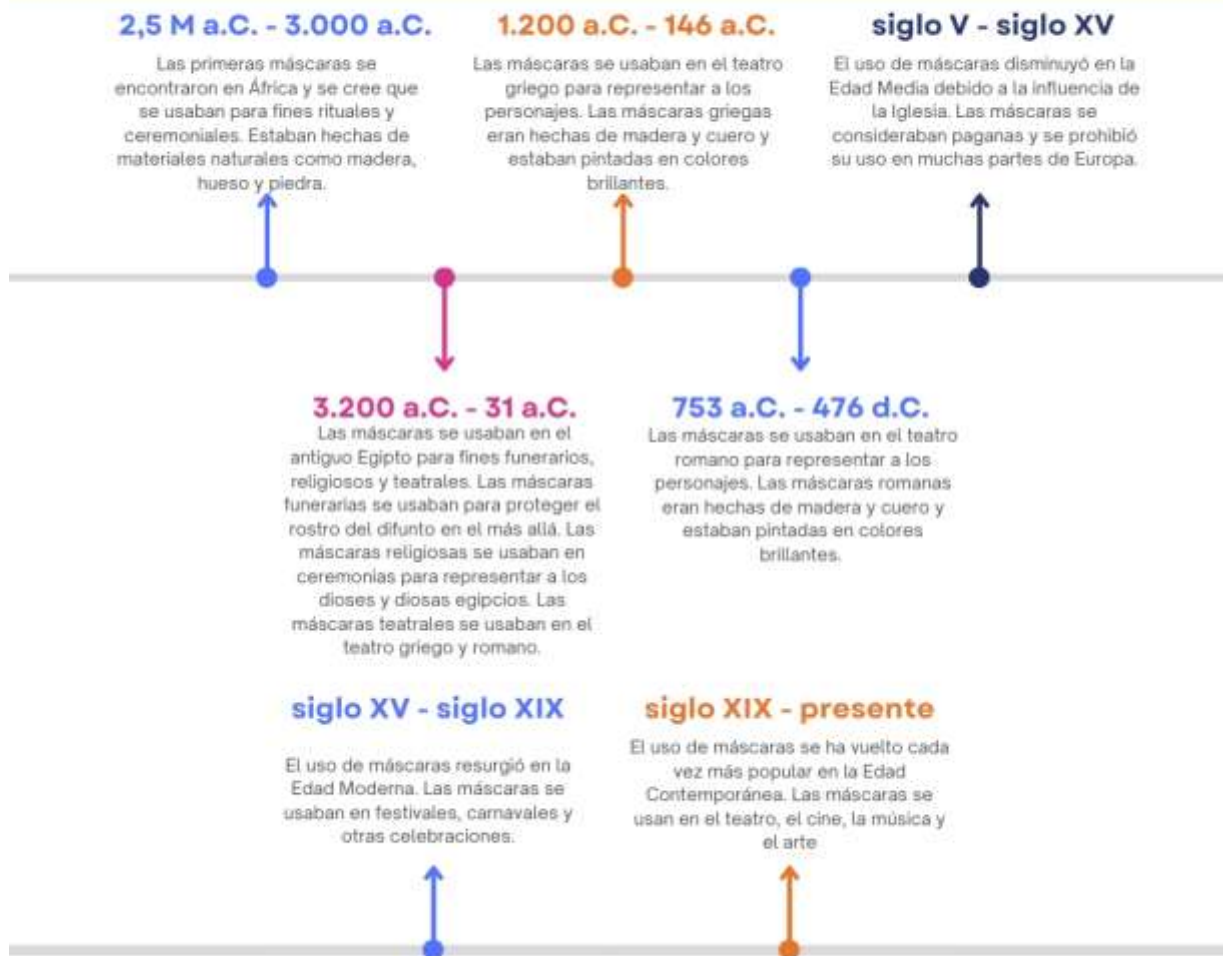 2,5 M a.C. - 3.000 a.C.
Las primeras máscaras se
encontraron en África y se cree que
se usaban para fines rituales y
ceremoniales. Estaban hechas de
materiales naturales como madera,
hueso y piedra.
1.200 a.C. - 146 a.C.
Las máscaras se usaban en el teatro
griego para representar a los
personajes. Las máscaras griegas
eran hechas de madera y cuero y
estaban pintadas en colores
brillantes.
siglo V - siglo XV
El uso de máscaras disminuyó en la
Edad Media debido a la influencia de
la Iglesia. Las máscaras se
consideraban paganas y se prohibió
su uso en muchas partes de Europa.
3.200 a.C. - 31 a.C.
Las máscaras se usaban en el
antiguo Egipto para fines funerarios,
religiosos y teatrales. Las máscaras
funerarias se usaban para proteger el
rostro del difunto en el más allá. Las
máscaras religiosas se usaban en
ceremonias para representar a los
dioses y diosas egipcios. Las
máscaras teatrales se usaban en el
teatro griego y romano.
753 a.C. - 476 d.C.
Las máscaras se usaban en el teatro
romano para representar a los
personajes. Las máscaras romanas
eran hechas de madera y cuero y
estaban pintadas en colores
brillantes.
siglo XV - siglo XIX
El uso de máscaras resurgió en la
Edad Moderna. Las máscaras se
usaban en festivales, carnavales y
otras celebraciones.
siglo XIX - presente
El uso de máscaras se ha vuelto cada
vez más popular en la Edad
Contemporánea. Las máscaras se
usan en el teatro, el cine, la música y
el arte